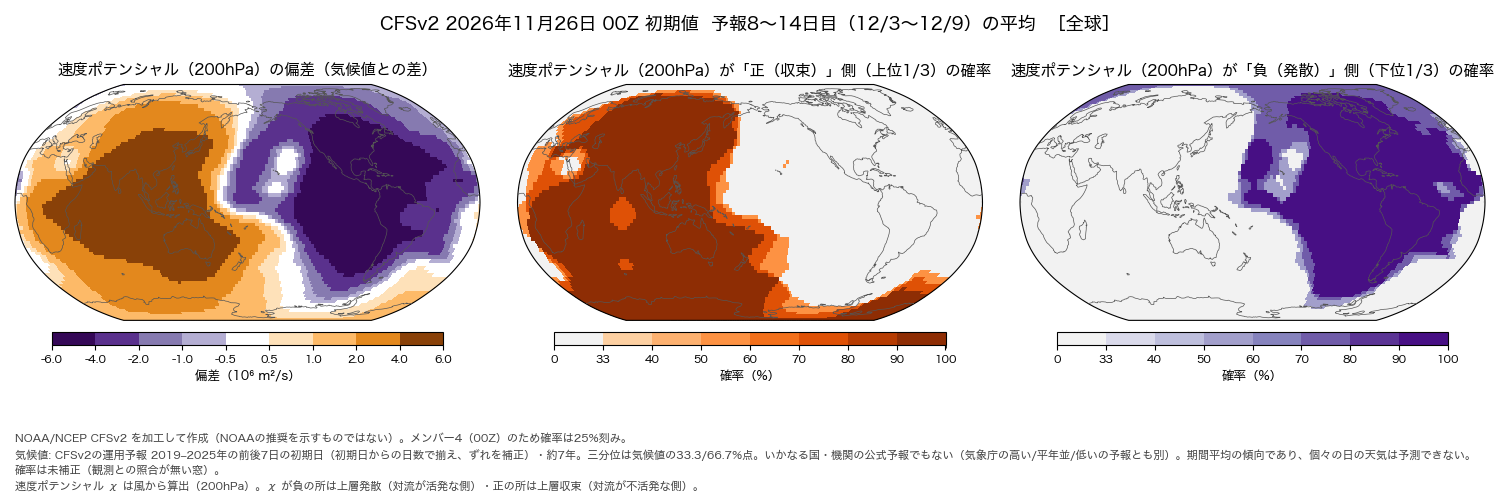 CFSv2 2026年11月26日 00Z 初期値 予報8～14日目（12/3～12/9）の平均 ［全球］
速度ポテンシャル（200hPa）の偏差（気候値との差）
速度ポテンシャル（200hPa）が「正（収束）」側（上位1/3）の確率
速度ポテンシャル（200hPa）が「負（発散）」側（下位1/3）の確率
-6.0 -4.0 -2.0 -1.0 -0.5 0.5 1.0 2.0 4.0 6.0
偏差（10⁶ m²/s）
0 33 40 50 60 70 80 90 100
確率（%）
0 33 40 50 60 70 80 90 100
確率（%）
NOAA/NCEP CFSv2 を加工して作成（NOAAの推奨を示すものではない）。メンバー4（00Z）のため確率は25%刻み。
気候値: CFSv2の運用予報 2019–2025年の前後7日の初期日（初期日からの日数で揃え、ずれを補正）・約7年。三分位は気候値の33.3/66.7%点。いかなる国・機関の公式予報でもない（気象庁の高い/平年並/低いの予報とも別）。期間平均の傾向であり、個々の日の天気は予測できない。
確率は未補正（観測との照合が無い窓）。
速度ポテンシャル χ は風から算出（200hPa）。χ が負の所は上層発散（対流が活発な側）・正の所は上層収束（対流が不活発な側）。